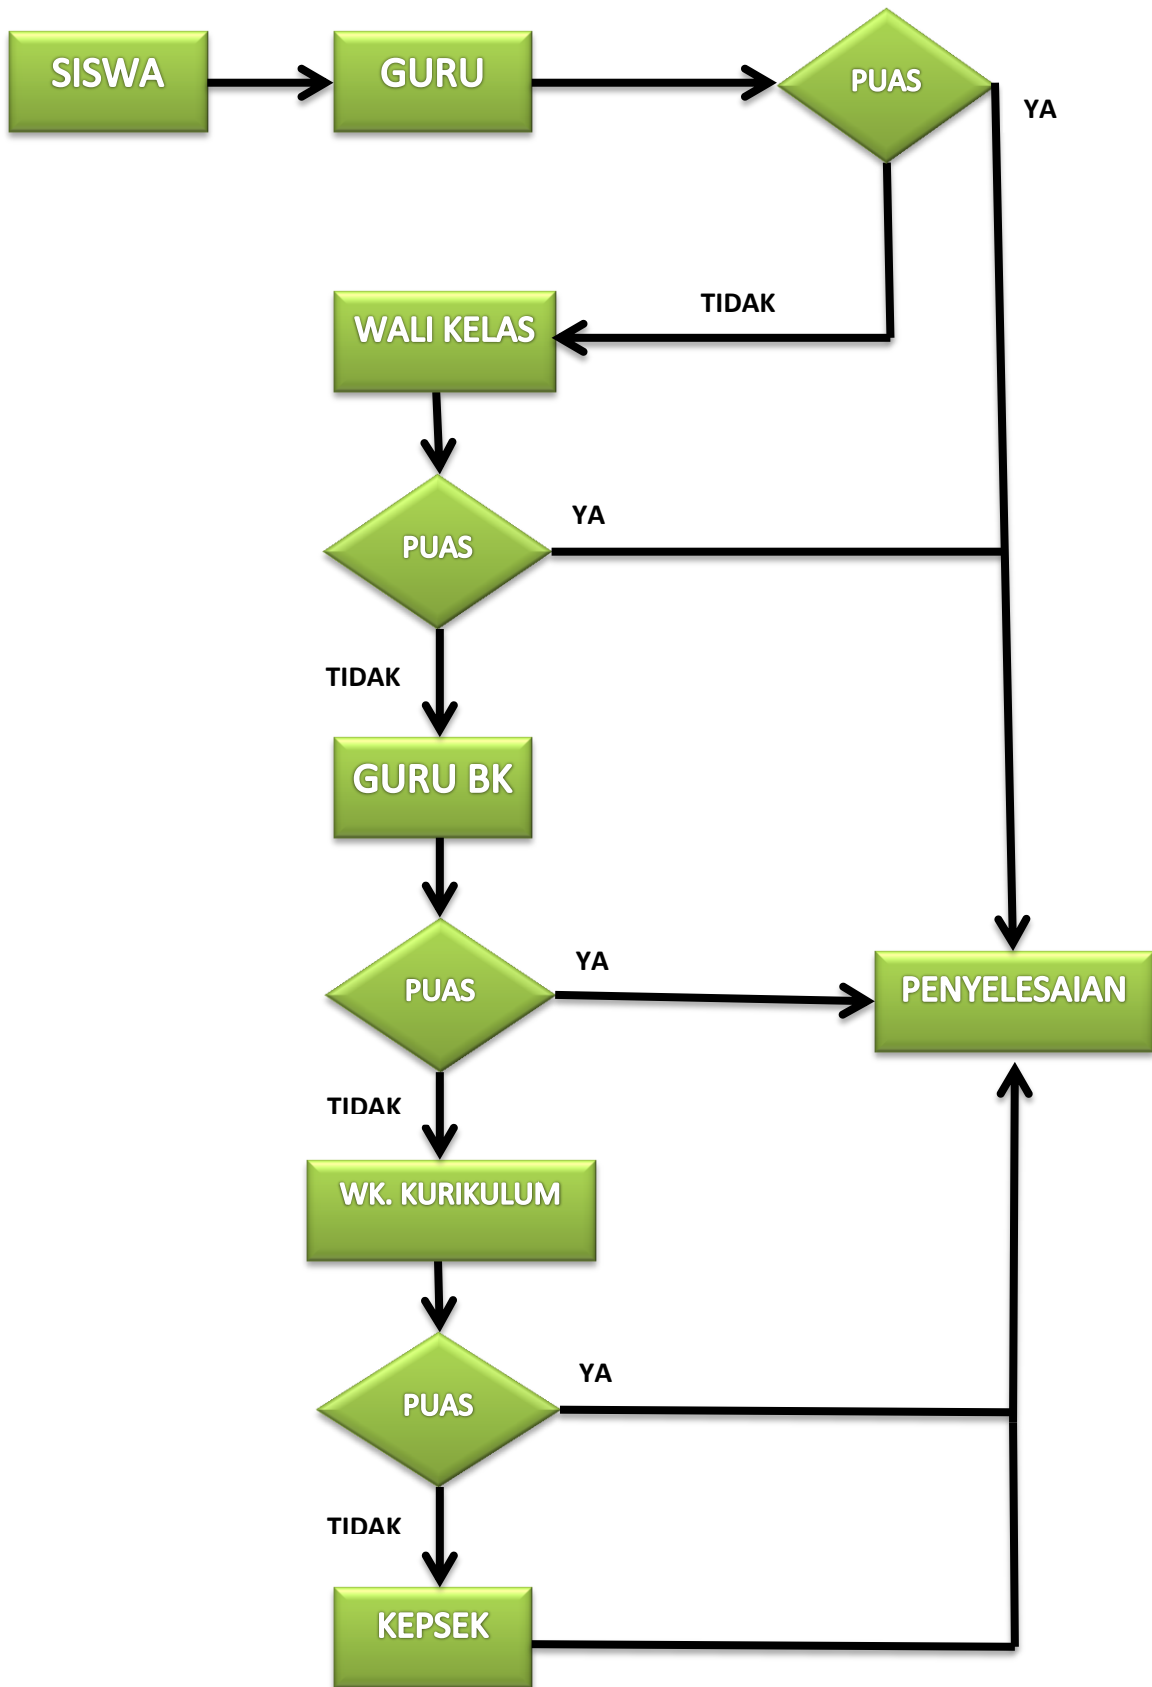 SISWA
GURU
PUAS
YA
TIDAK
WALI KELAS
YA
PUAS
TIDAK
GURU BK
YA
PUAS
PENYELESAIAN
TIDAK
WK. KURIKULUM
YA
PUAS
TIDAK
KEPSEK